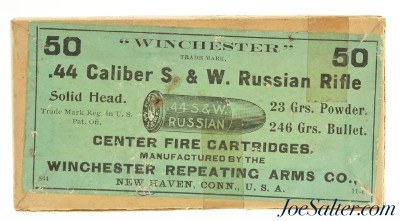 50 "WINCHESTER" 50
TRADE MARK.
.44 Caliber S. & W. Russian Rifle
Solid Head.
Trade Mark Reg. in U. S.
Pat. Off.
.44 S & W.
RUSSIAN
23 Grs. Powder.
246 Grs. Bullet.
CENTER FIRE CARTRIDGES.
MANUFACTURED BY THE
WINCHESTER REPEATING ARMS CO.,
NEW HAVEN, CONN., U. S. A.
JoeSalter.com